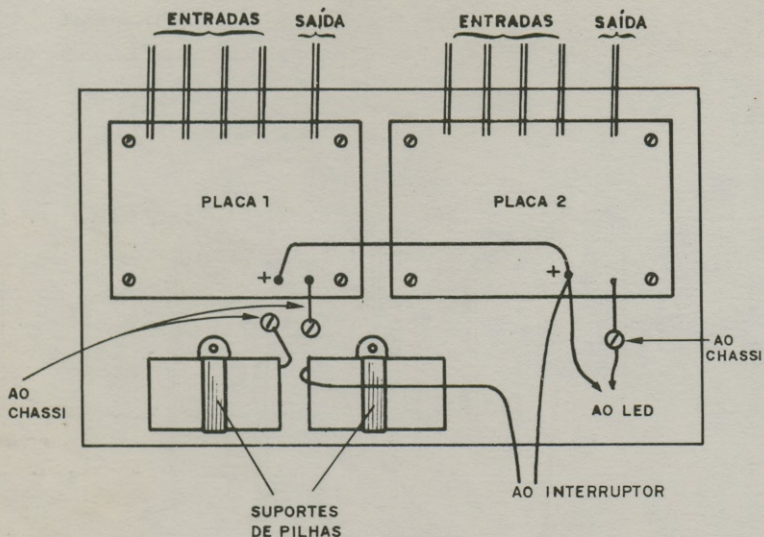 ENTRADAS SAÍDA ENTRADAS SAÍDA
PLACA 1
PLACA 2
+
+
AO
CHASSI
AO
CHASSI
AO LED
AO INTERRUPTOR
SUPORTES
DE PILHAS